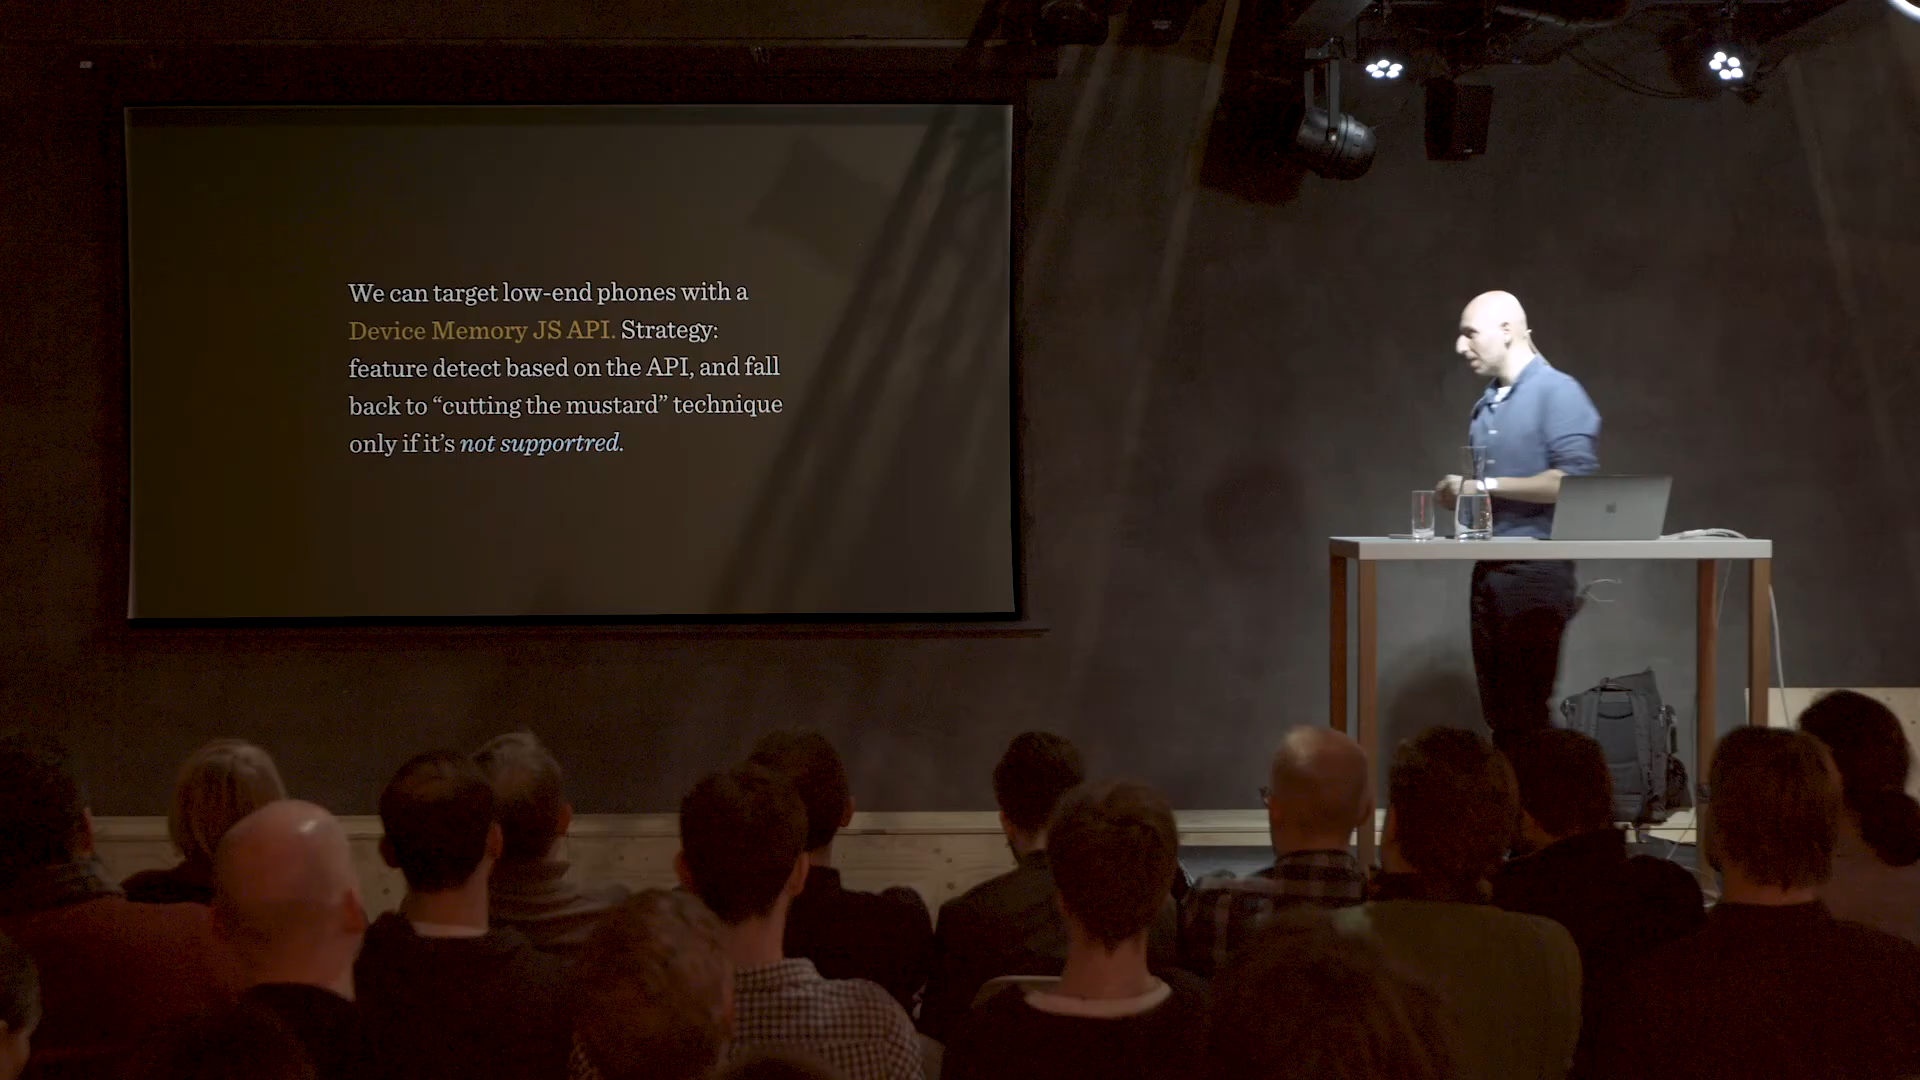 We can target low-end phones with a
Device Memory JS API. Strategy:
feature detect based on the API, and fall
back to “cutting the mustard” technique
only if it’s not supportred.